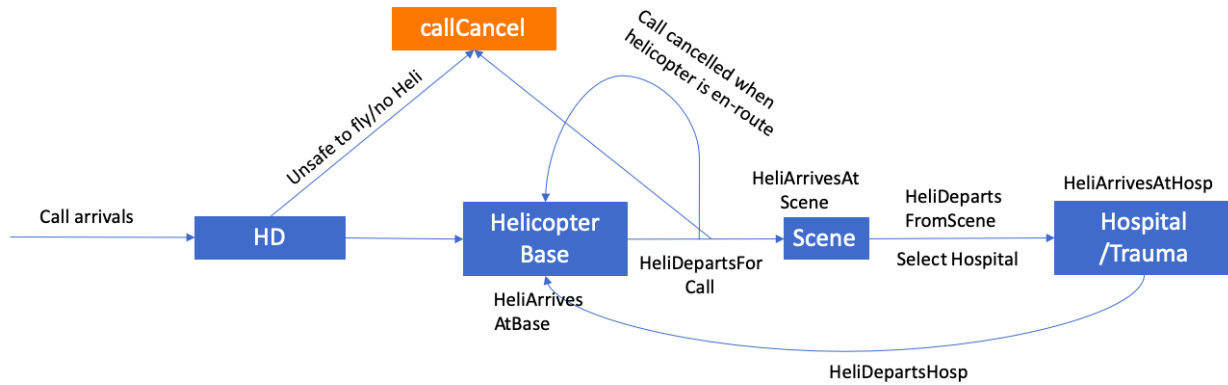 callCancel
Call cancelled when
helicopter is en-route
Unsafe to fly/no Heli
Call arrivals
HD
Helicopter
Base
HeliArrives
AtBase
HeliDepartsFor
Call
HeliArrivesAt
Scene
Scene
HeliDeparts
FromScene
Select Hospital
HeliArrivesAtHosp
Hospital
/Trauma
HeliDepartsHosp